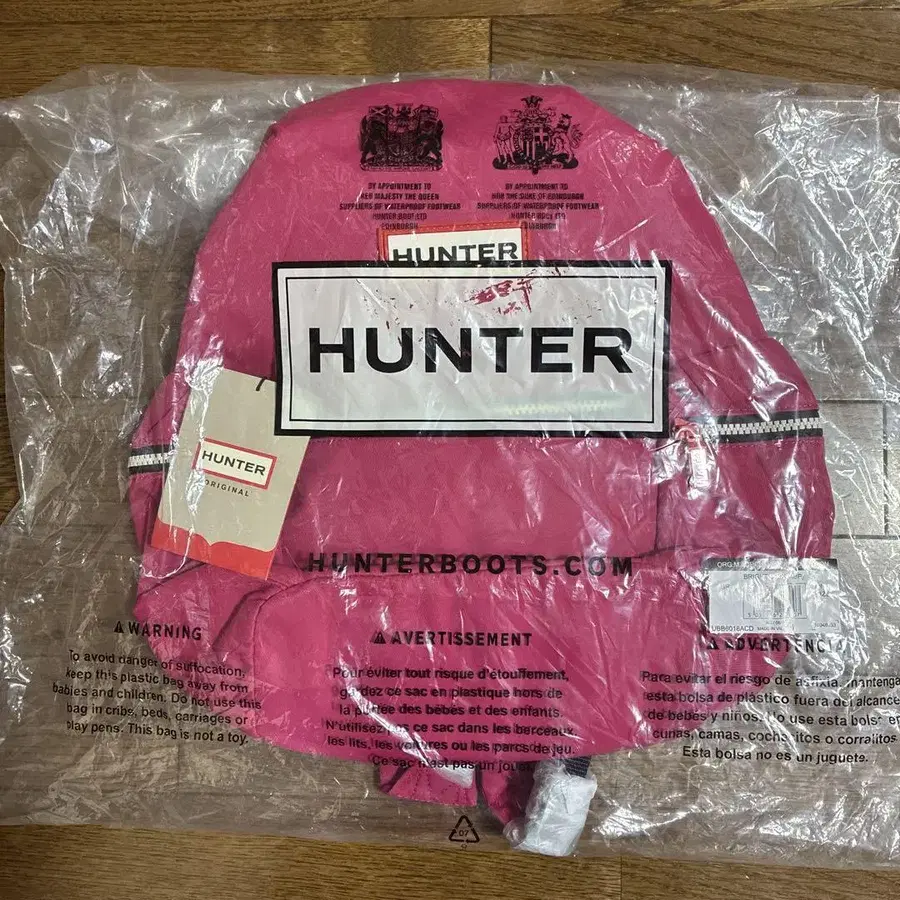 BY APPOINTMENT TO
HER MAJESTY THE QUEEN
SUPPLIERS OF WATERPROOF FOOTWEAR
HUNTER BOOT LTD
EDINBURGH
BY APPOINTMENT TO
HRH THE DUKE OF EDINBURGH
SUPPLIERS OF WATERPROOF FOOTWEAR
HUNTER BOOT LTD
EDINBURGH
HUNTER
HUNTER
HUNTER
ORIGINAL
HUNTERBOOTS.COM
UBB6018ACD
WARNING
To avoid danger of suffocation,
keep this plastic bag away from
babies and children. Do not use this
bag in cribs, beds, carriages or
play pens. This bag is not a toy.
AVERTISSEMENT
Pour éviter tout risque d'étouffement,
gardez ce sac en plastique hors de
la portée des bébés et des enfants.
N'utilisez pas ce sac dans les berceaux
les lits, les voitures ou les parcs de jeu.
Ce sac n'est pas un jouet.
ADVERTENCIA
Para evitar el riesgo de asfixia, mantenga
esta bolsa de plástico fuera del alcance
de bebés y niños. No use esta bolsa en
cunas, camas, cochecitos o corralitos
Esta bolsa no es un juguete.
07